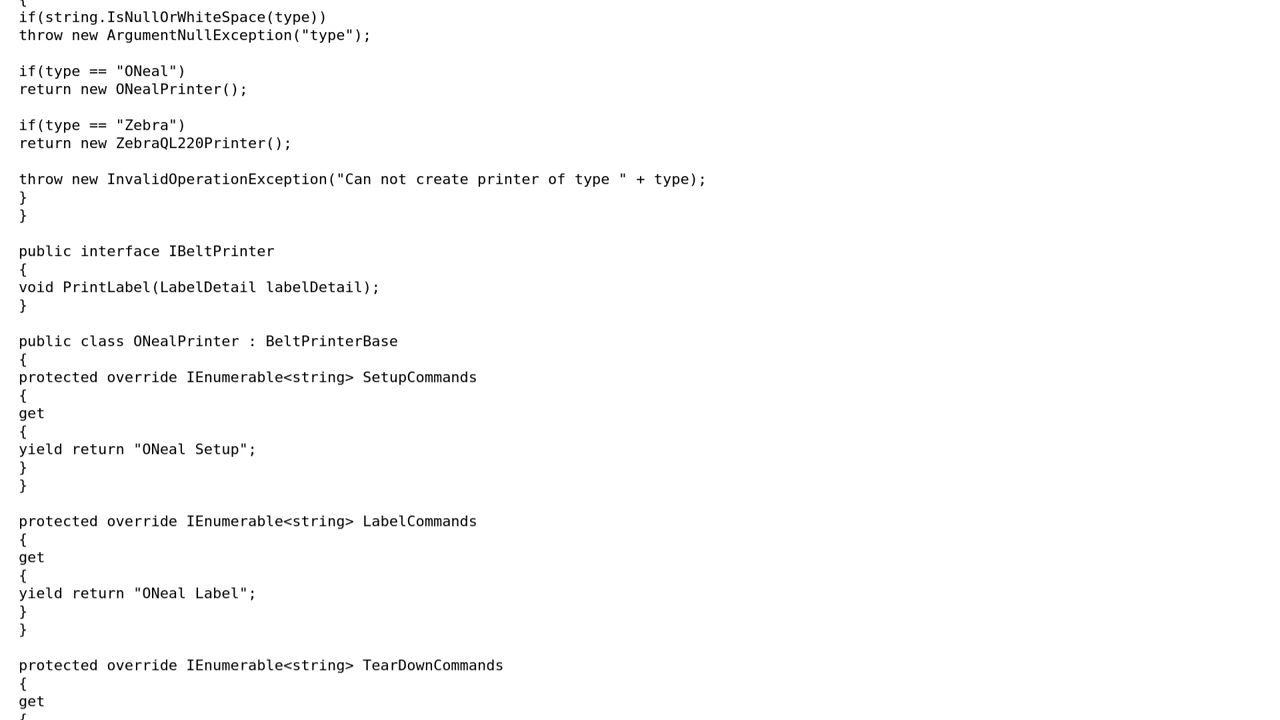 {
if(string.IsNullOrWhiteSpace(type))
throw new ArgumentNullException("type");

if(type == "ONeal")
return new ONealPrinter();

if(type == "Zebra")
return new ZebraQL220Printer();

throw new InvalidOperationException("Can not create printer of type " + type);
}
}

public interface IBeltPrinter
{
void PrintLabel(LabelDetail labelDetail);
}

public class ONealPrinter : BeltPrinterBase
{
protected override IEnumerable<string> SetupCommands
{
get
{
yield return "ONeal Setup";
}
}

protected override IEnumerable<string> LabelCommands
{
get
{
yield return "ONeal Label";
}
}

protected override IEnumerable<string> TearDownCommands
{
get
{